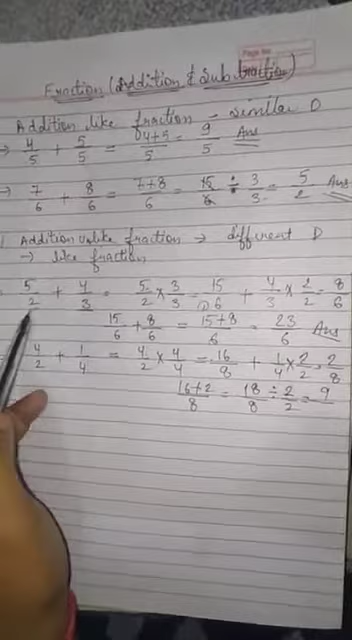 Page No.
Fraction (Addition & Subtraction)
Addition like fraction - similar D
→ 4/5 + 5/5 = 04+5/5 = 9/5 Ans
→ 7/6 + 8/6 = 7+8/6 = 15/6 ÷ 3/3 = 5/2 Ans
Addition unlike fraction → different D
→ like fraction
5/2 + 4/3 = 5/2 × 3/3 = 15/6 + 4/3 × 2/2 = 8/6
15/6 + 8/6 = 15+8/6 = 23/6 Ans
4/2 + 1/4 = 4/2 × 4/4 = 16/8 + 1/4 × 2/2 = 2/8
16+2/8 = 18/8 ÷ 2/2 = 9